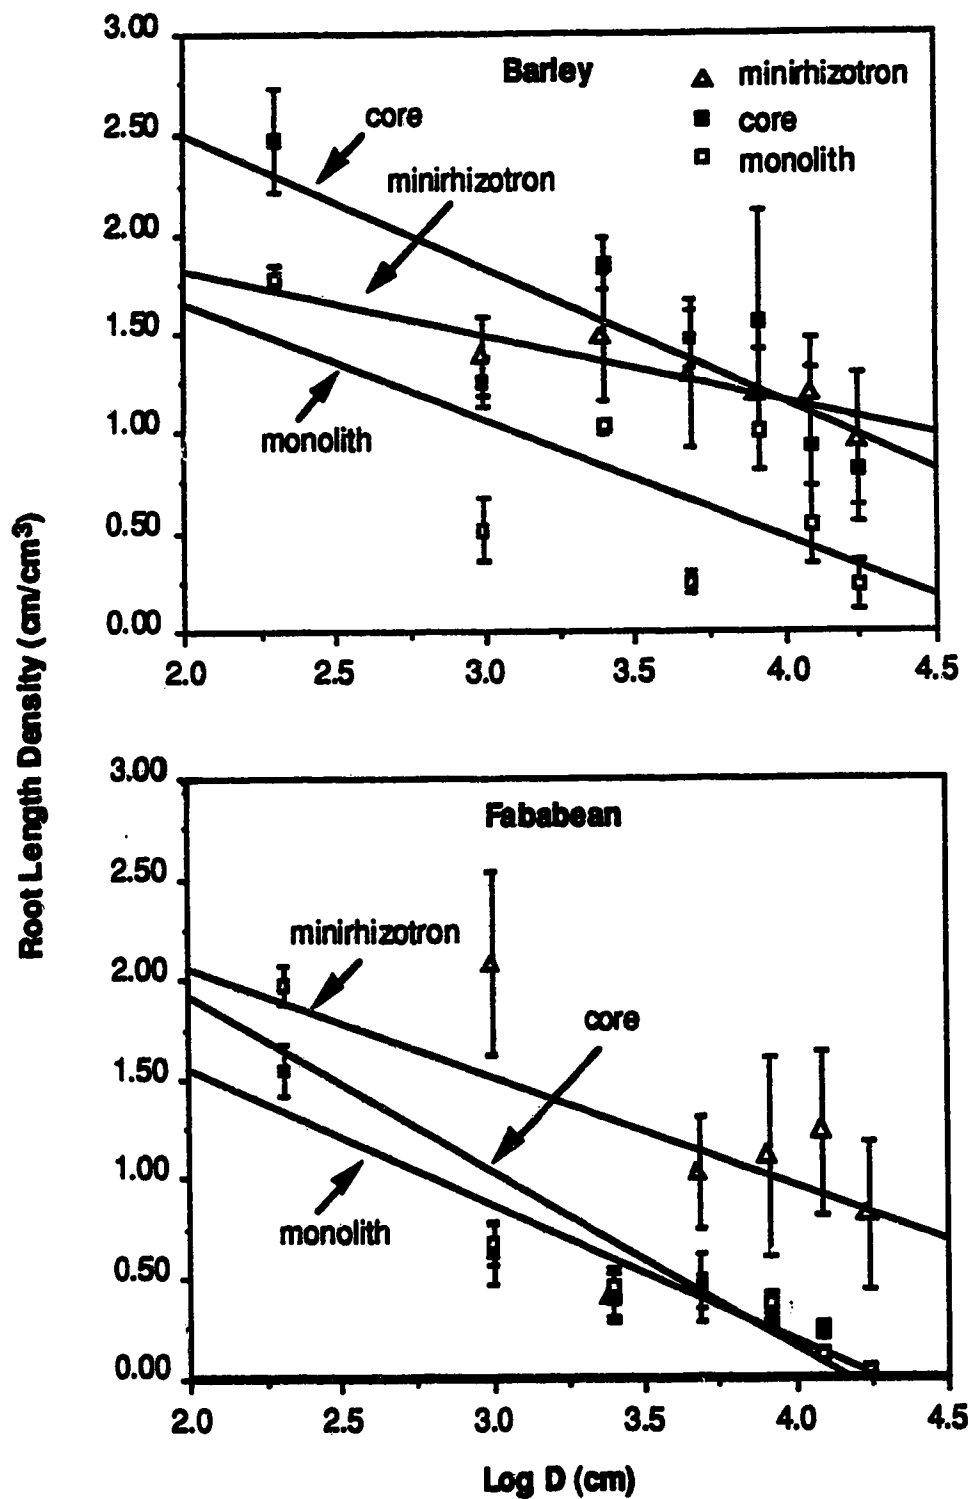 3.00
Barley
minirhizotron
core
monolith
core
minirhizotron
monolith
2.50
2.00
1.50
1.00
0.50
0.00
2.0 2.5 3.0 3.5 4.0 4.5
Root Length Density (cm/cm³)
3.00
Fababean
2.50
minirhizotron
2.00
core
1.50
1.00
monolith
0.50
0.00
2.0 2.5 3.0 3.5 4.0 4.5
Log D (cm)